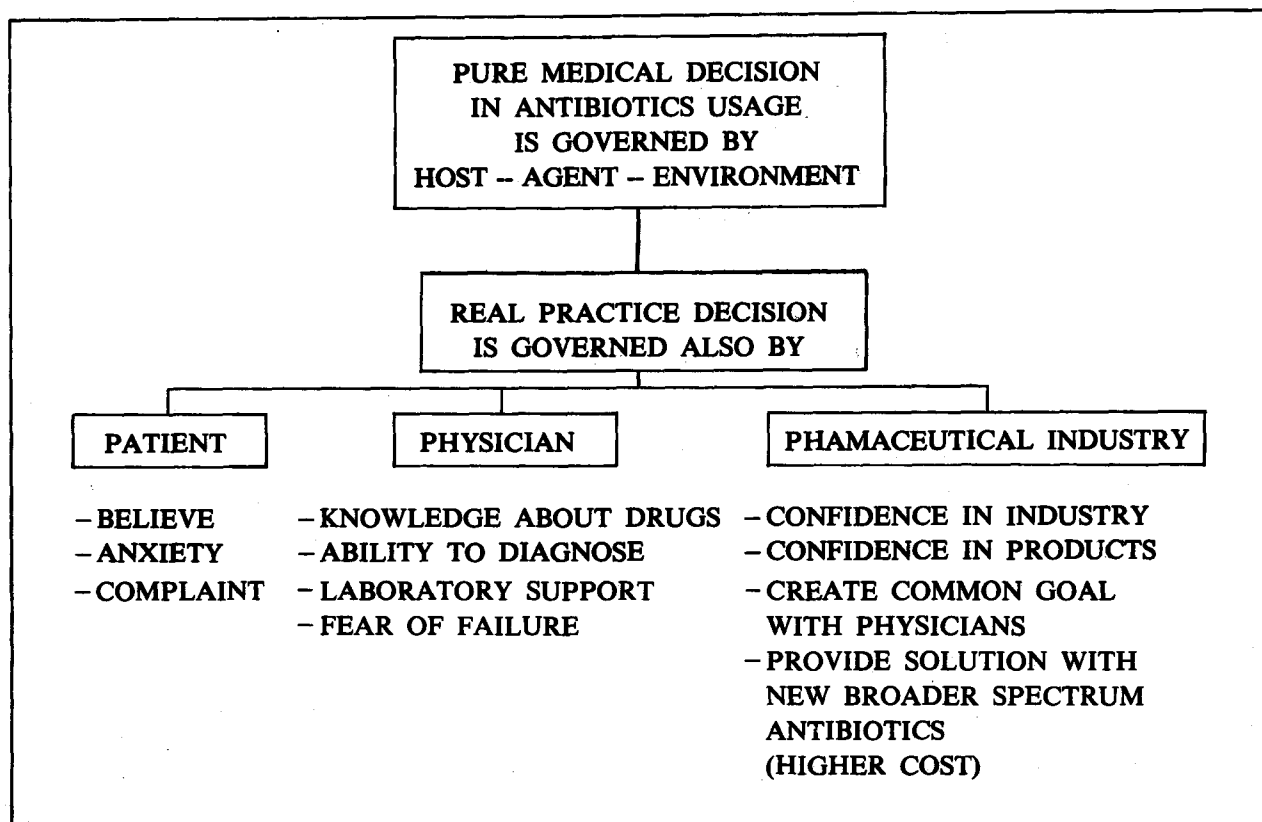 PURE MEDICAL DECISION
IN ANTIBIOTICS USAGE
IS GOVERNED BY
HOST -- AGENT -- ENVIRONMENT
REAL PRACTICE DECISION
IS GOVERNED ALSO BY
PATIENT
– BELIEVE
– ANXIETY
– COMPLAINT
PHYSICIAN
– KNOWLEDGE ABOUT DRUGS
– ABILITY TO DIAGNOSE
– LABORATORY SUPPORT
– FEAR OF FAILURE
PHAMACEUTICAL INDUSTRY
– CONFIDENCE IN INDUSTRY
– CONFIDENCE IN PRODUCTS
– CREATE COMMON GOAL
WITH PHYSICIANS
– PROVIDE SOLUTION WITH
NEW BROADER SPECTRUM
ANTIBIOTICS
(HIGHER COST)